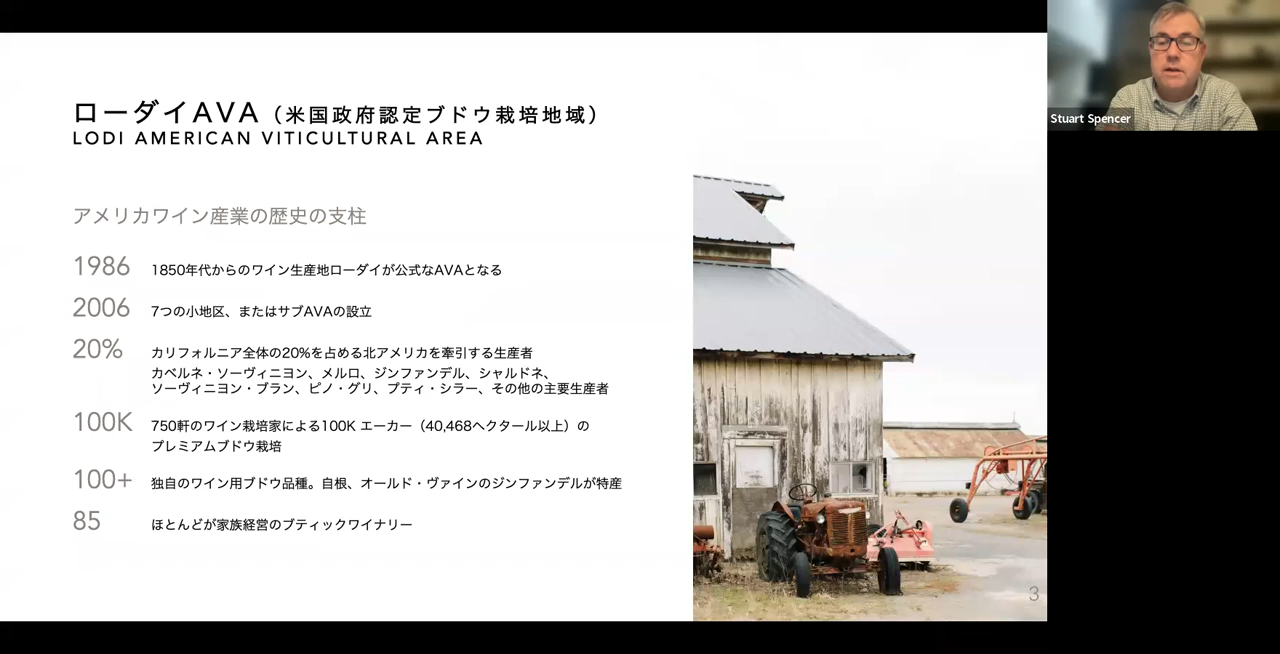 ローダイAVA（米国政府認定ブドウ栽培地域）
LODI AMERICAN VITICULTURAL AREA
アメリカワイン産業の歴史の支柱
1986 1850年代からのワイン生産地ローダイが公式なAVAとなる
2006 7つの小地区、またはサブAVAの設立
20% カリフォルニア全体の20%を占める北アメリカを牽引する生産者
カベルネ・ソーヴィニヨン、メルロ、ジンファンデル、シャルドネ、
ソーヴィニヨン・ブラン、ピノ・グリ、プティ・シラー、その他の主要生産者
100K 750軒のワイン栽培家による100K エーカー（40,468ヘクタール以上）の
プレミアムブドウ栽培
100+ 独自のワイン用ブドウ品種。自根、オールド・ヴァインのジンファンデルが特産
85 ほとんどが家族経営のブティックワイナリー
3
Stuart Spencer